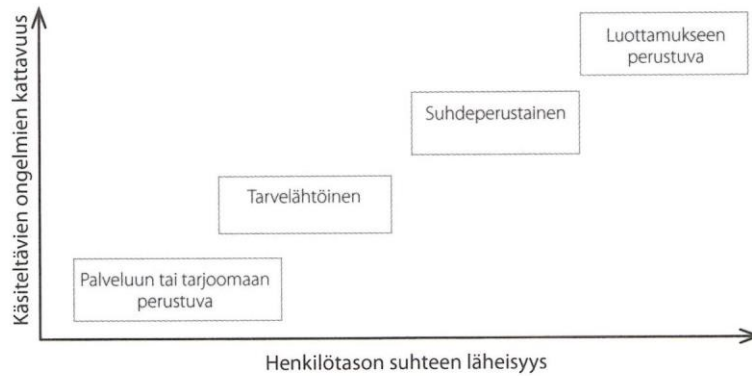 Käsiteltävien ongelmien kattavuus
Luottamukseen
perustuva
Suhdeperustainen
Tarvelähtöinen
Palveluun tai tarjoomaan
perustuva
Henkilötason suhteen läheisyys